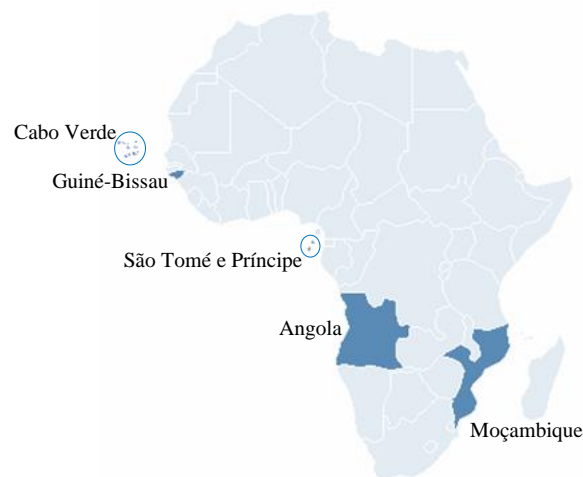 Cabo Verde
Guiné-Bissau
São Tomé e Príncipe
Angola
Moçambique